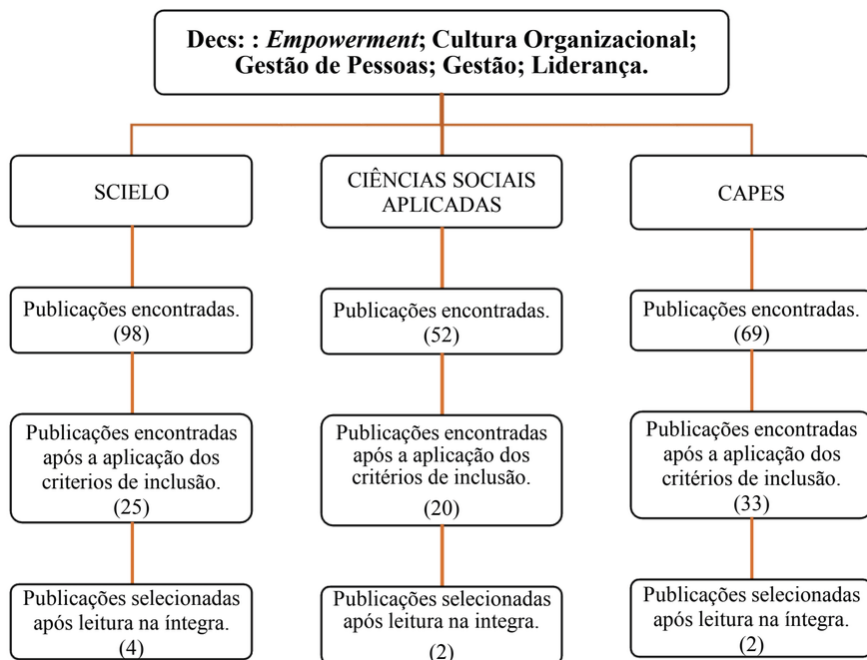 Decs: : Empowerment; Cultura Organizacional;
Gestão de Pessoas; Gestão; Liderança.
SCIELO
CIÊNCIAS SOCIAIS
APLICADAS
CAPES
Publicações encontradas.
(98)
Publicações encontradas.
(52)
Publicações encontradas.
(69)
Publicações encontradas
após a aplicação dos
criterios de inclusão.
(25)
Publicações encontradas
após a aplicação dos
critérios de inclusão.
(20)
Publicações encontradas
após a aplicação dos
critérios de inclusão.
(33)
Publicações selecionadas
após leitura na íntegra.
(4)
Publicações selecionadas
após leitura na integra.
(2)
Publicações selecionadas
após leitura na íntegra.
(2)